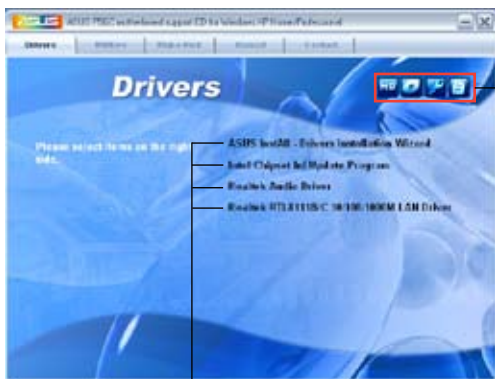 ASUS
ASUS P5GC motherboard support CD for Windows XP Home/Professional
Drivers Utilities Make Disk Manual Contact
Drivers
Please select items on the right
side.
ASUS InstAll - Drivers Installation Wizard
Intel Chipset Inf Update Program
Realtek Audio Driver
Realtek RTL8111B/C 10/100/1000M LAN Driver